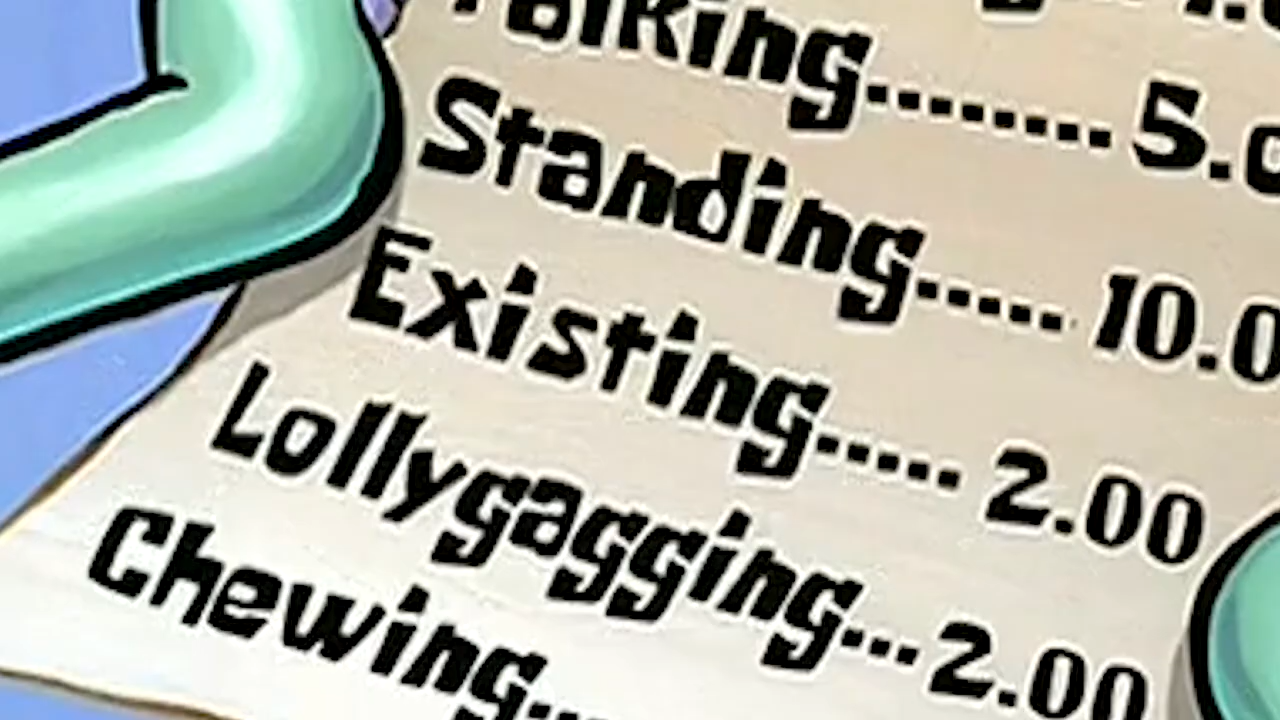 Talking........ 5.0
Standing..... 10.0
Existing..... 2.00
Lollygagging...2.00
Chewing...